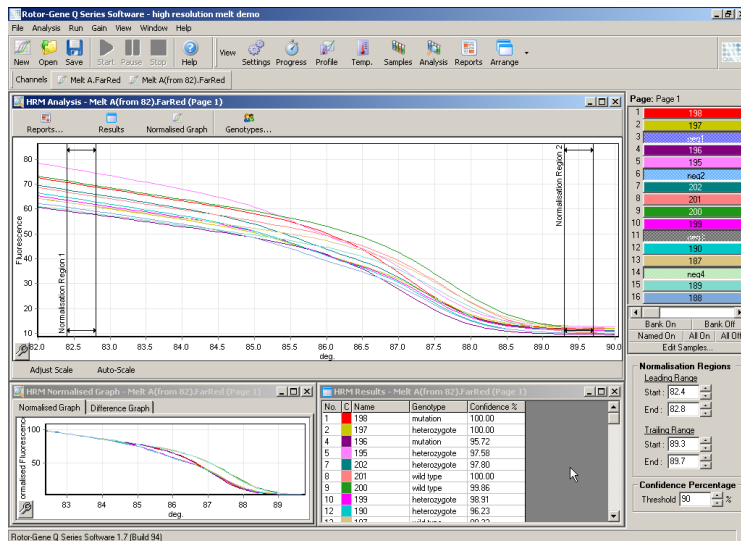 Rotor-Gene Q Series Software - high resolution melt demo
File Analysis Run Gain View Window Help
New Open Save Start Pause Stop Help View Settings Progress Profile Temp. Samples Analysis Reports Arrange
Channels Melt A.FarRed Melt A(from 82).FarRed
HRM Analysis - Melt A(from 82).FarRed (Page 1)
Reports... Results Normalised Graph Genotypes...
80
70
60
50
40
30
20
10
Fluorescence
Normalisation Region 1
Normalisation Region 2
82.0 82.5 83.0 83.5 84.0 84.5 85.0 85.5 86.0 86.5 87.0 87.5 88.0 88.5 89.0 89.5 90.0
deg.
Adjust Scale Auto-Scale
HRM Normalised Graph - Melt A(from 82).FarRed (Page 1)
Normalised Graph Difference Graph
100
50
83 84 85 86 87 88 89
deg.
HRM Results - Melt A(from 82).FarRed (Page 1)
No. C Name Genotype Confidence %
1 198 mutation 100.00
2 197 heterozygote 100.00
4 196 mutation 95.72
5 195 heterozygote 97.58
7 202 heterozygote 97.80
8 201 wild type 100.00
9 200 wild type 99.86
10 199 heterozygote 98.91
12 190 heterozygote 96.23
Page: Page 1
1 198
2 197
3 neg1
4 196
5 195
6 neg2
7 202
8 201
9 200
10 199
11
12 190
13 187
14 neg4
15 189
16 188
Bank On Bank Off
Named On All On All Off
Edit Samples...
Normalisation Regions
Leading Range
Start : 82.4
End : 82.8
Trailing Range
Start : 89.3
End : 89.7
Confidence Percentage
Threshold 90 %
Rotor-Gene Q Series Software 1.7 (Build 94)